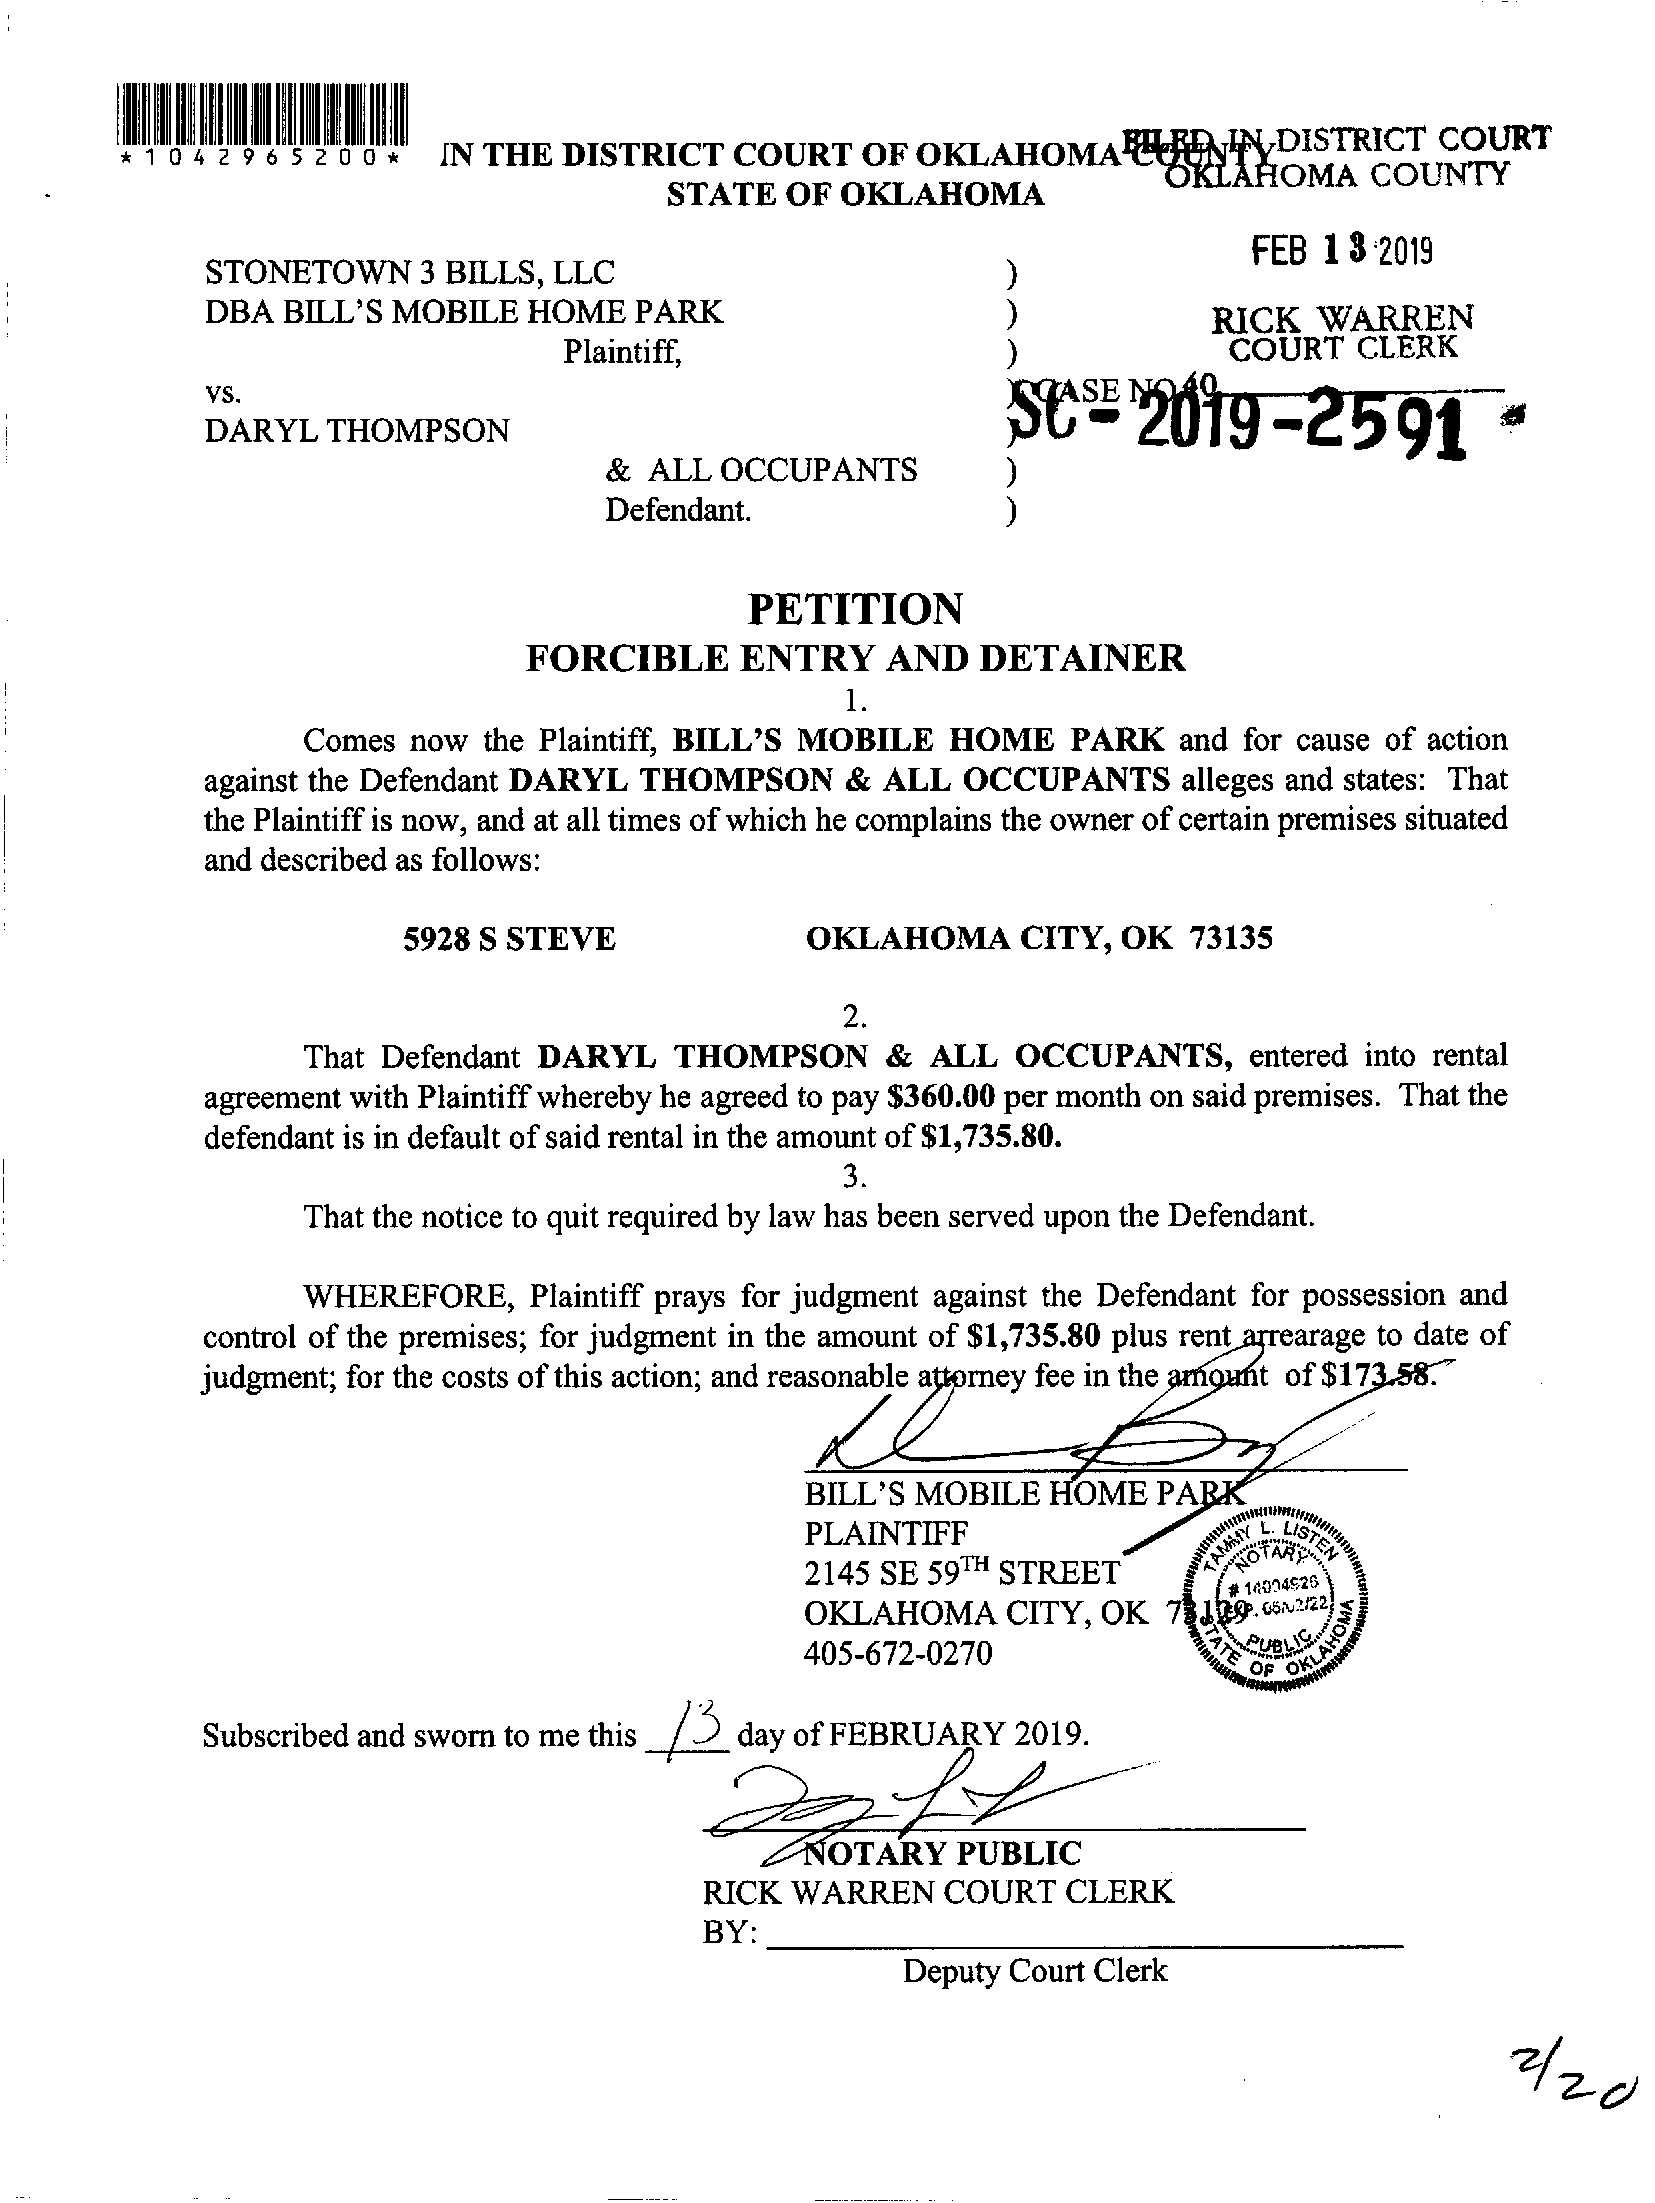 *1042965200*
IN THE DISTRICT COURT OF OKLAHOMA COUNTY
STATE OF OKLAHOMA
FILED IN DISTRICT COURT
OKLAHOMA COUNTY
FEB 13 2019
RICK WARREN
COURT CLERK
STONETOWN 3 BILLS, LLC )
DBA BILL'S MOBILE HOME PARK )
Plaintiff, )
vs. ) CASE NO
SC-2019-2591
DARYL THOMPSON )
& ALL OCCUPANTS )
Defendant. )
PETITION
FORCIBLE ENTRY AND DETAINER
1.
Comes now the Plaintiff, BILL'S MOBILE HOME PARK and for cause of action
against the Defendant DARYL THOMPSON & ALL OCCUPANTS alleges and states: That
the Plaintiff is now, and at all times of which he complains the owner of certain premises situated
and described as follows:
5928 S STEVE OKLAHOMA CITY, OK 73135
2.
That Defendant DARYL THOMPSON & ALL OCCUPANTS, entered into rental
agreement with Plaintiff whereby he agreed to pay $360.00 per month on said premises. That the
defendant is in default of said rental in the amount of $1,735.80.
3.
That the notice to quit required by law has been served upon the Defendant.
WHEREFORE, Plaintiff prays for judgment against the Defendant for possession and
control of the premises; for judgment in the amount of $1,735.80 plus rent arrearage to date of
judgment; for the costs of this action; and reasonable attorney fee in the amount of $173.58.
BILL'S MOBILE HOME PARK
PLAINTIFF
2145 SE 59TH STREET
OKLAHOMA CITY, OK 73129
405-672-0270
TAMMY L. LISTEN
NOTARY
PUBLIC
STATE OF OKLAHOMA
Subscribed and sworn to me this 13 day of FEBRUARY 2019.
NOTARY PUBLIC
RICK WARREN COURT CLERK
BY:
Deputy Court Clerk
2/20